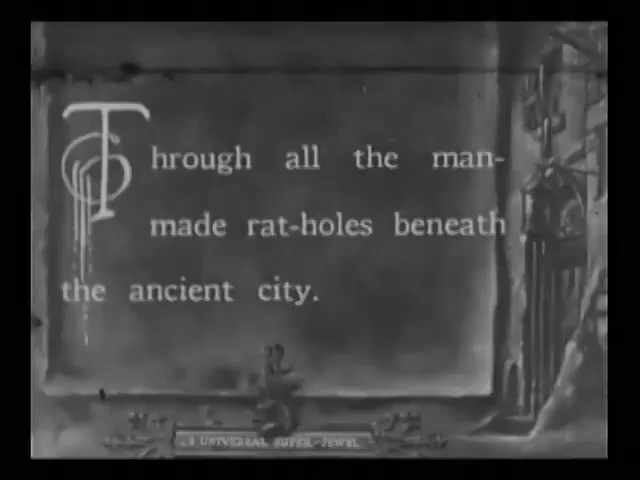 Through all the man-
made rat-holes beneath
the ancient city.
A UNIVERSAL SUPER-JEWEL